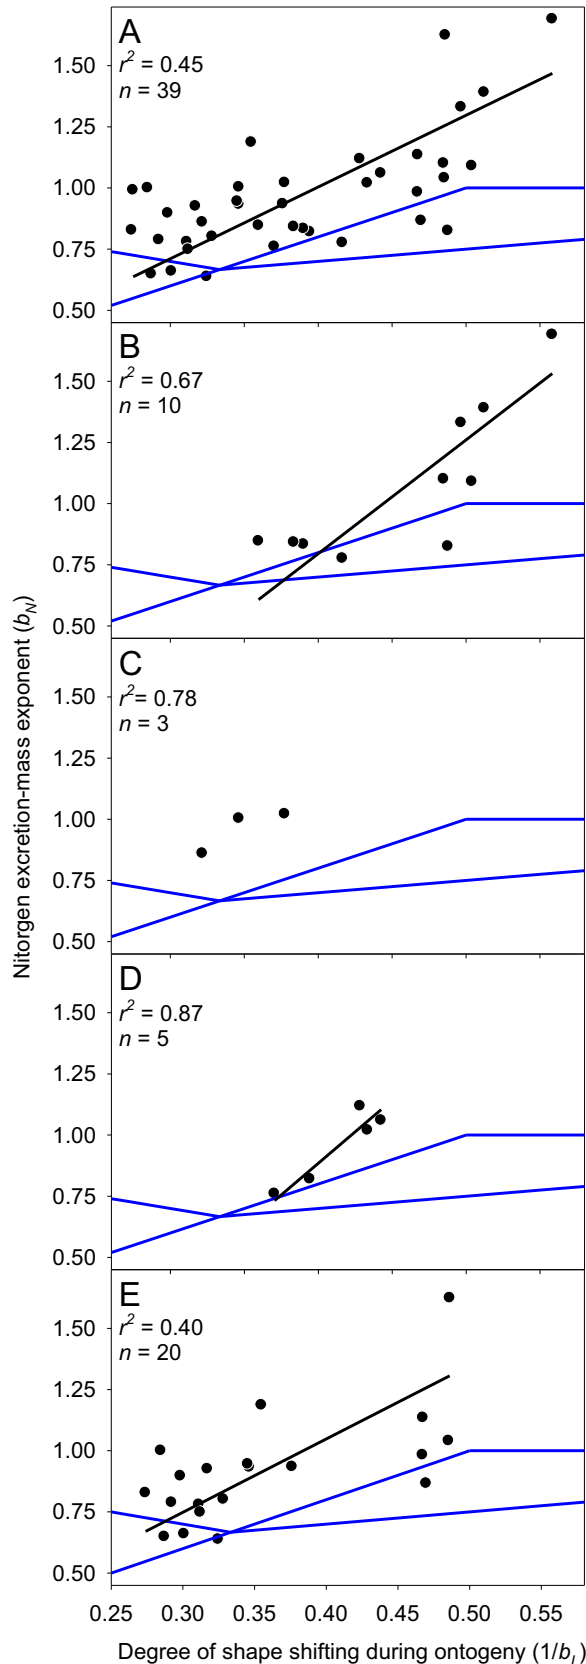 A
r² = 0.45
n = 39
1.50
1.25
1.00
0.75
0.50
B
r² = 0.67
n = 10
1.50
1.25
1.00
0.75
0.50
C
r²= 0.78
n = 3
1.50
1.25
1.00
0.75
0.50
D
r² = 0.87
n = 5
1.50
1.25
1.00
0.75
0.50
E
r² = 0.40
n = 20
1.50
1.25
1.00
0.75
0.50
0.25 0.30 0.35 0.40 0.45 0.50 0.55
Nitorgen excretion-mass exponent (bN)
Degree of shape shifting during ontogeny (1/bL)